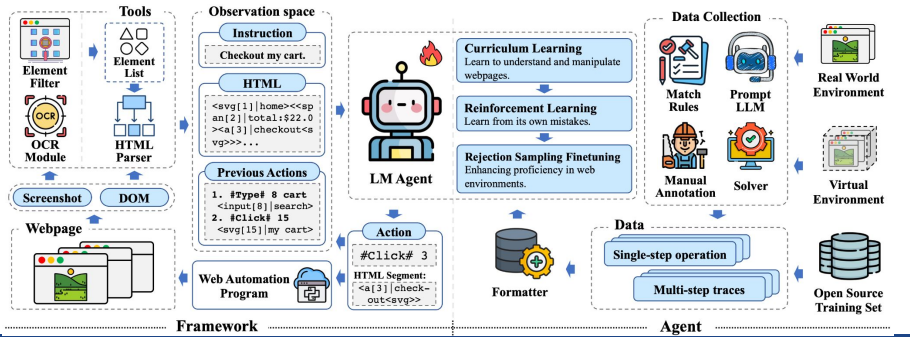 Tools
Element
Filter
Element
List
OCR
OCR
Module
HTML
Parser
Screenshot
DOM
Webpage
Observation space
Instruction
Checkout my cart.
HTML
<svg[1]|home><<sp
an[2]|total:$22.0
><a[3]|checkout<s
vg>>>...
Previous Actions
1. #Type# 8 cart
<input[8]|search>
2. #Click# 15
<svg[15]|my cart>
Web Automation
Program
LM Agent
Action
#Click# 3
HTML Segment:
<a[3]|check-
out<svg>>
Framework
Curriculum Learning
Learn to understand and manipulate
webpages.
Reinforcement Learning
Learn from its own mistakes.
Rejection Sampling Finetuning
Enhancing proficiency in web
environments.
Formatter
Data Collection
Match
Rules
Prompt
LLM
Manual
Annotation
Solver
Real World
Environment
Virtual
Environment
Data
Single-step operation
Multi-step traces
Open Source
Training Set
Agent